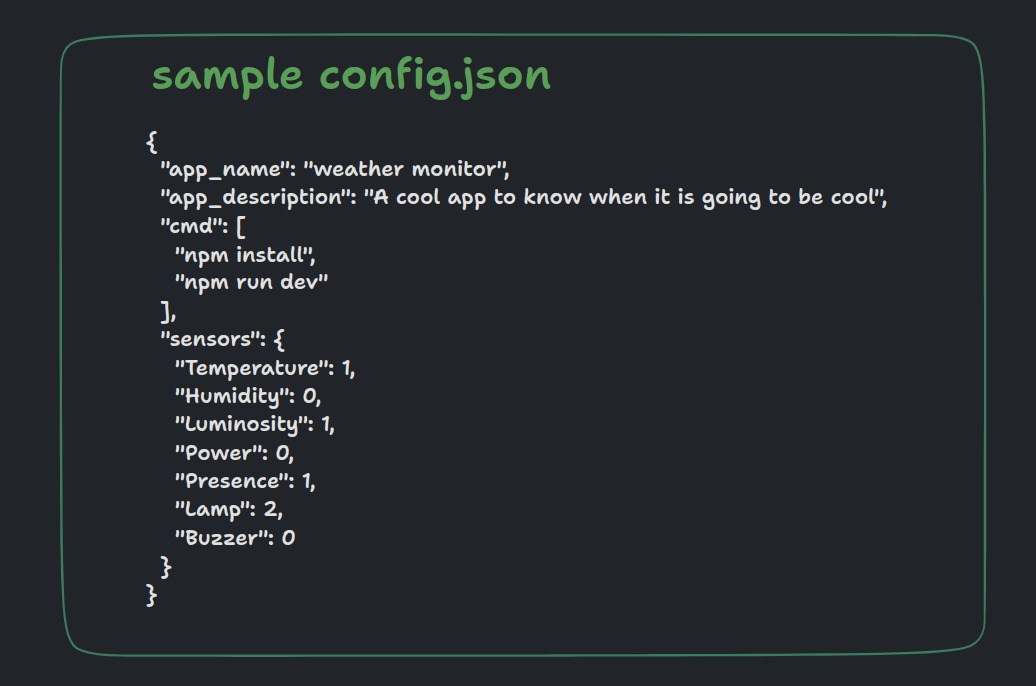 sample config.json
{
"app_name": "weather monitor",
"app_description": "A cool app to know when it is going to be cool",
"cmd": [
"npm install",
"npm run dev"
],
"sensors": {
"Temperature": 1,
"Humidity": 0,
"Luminosity": 1,
"Power": 0,
"Presence": 1,
"Lamp": 2,
"Buzzer": 0
}
}